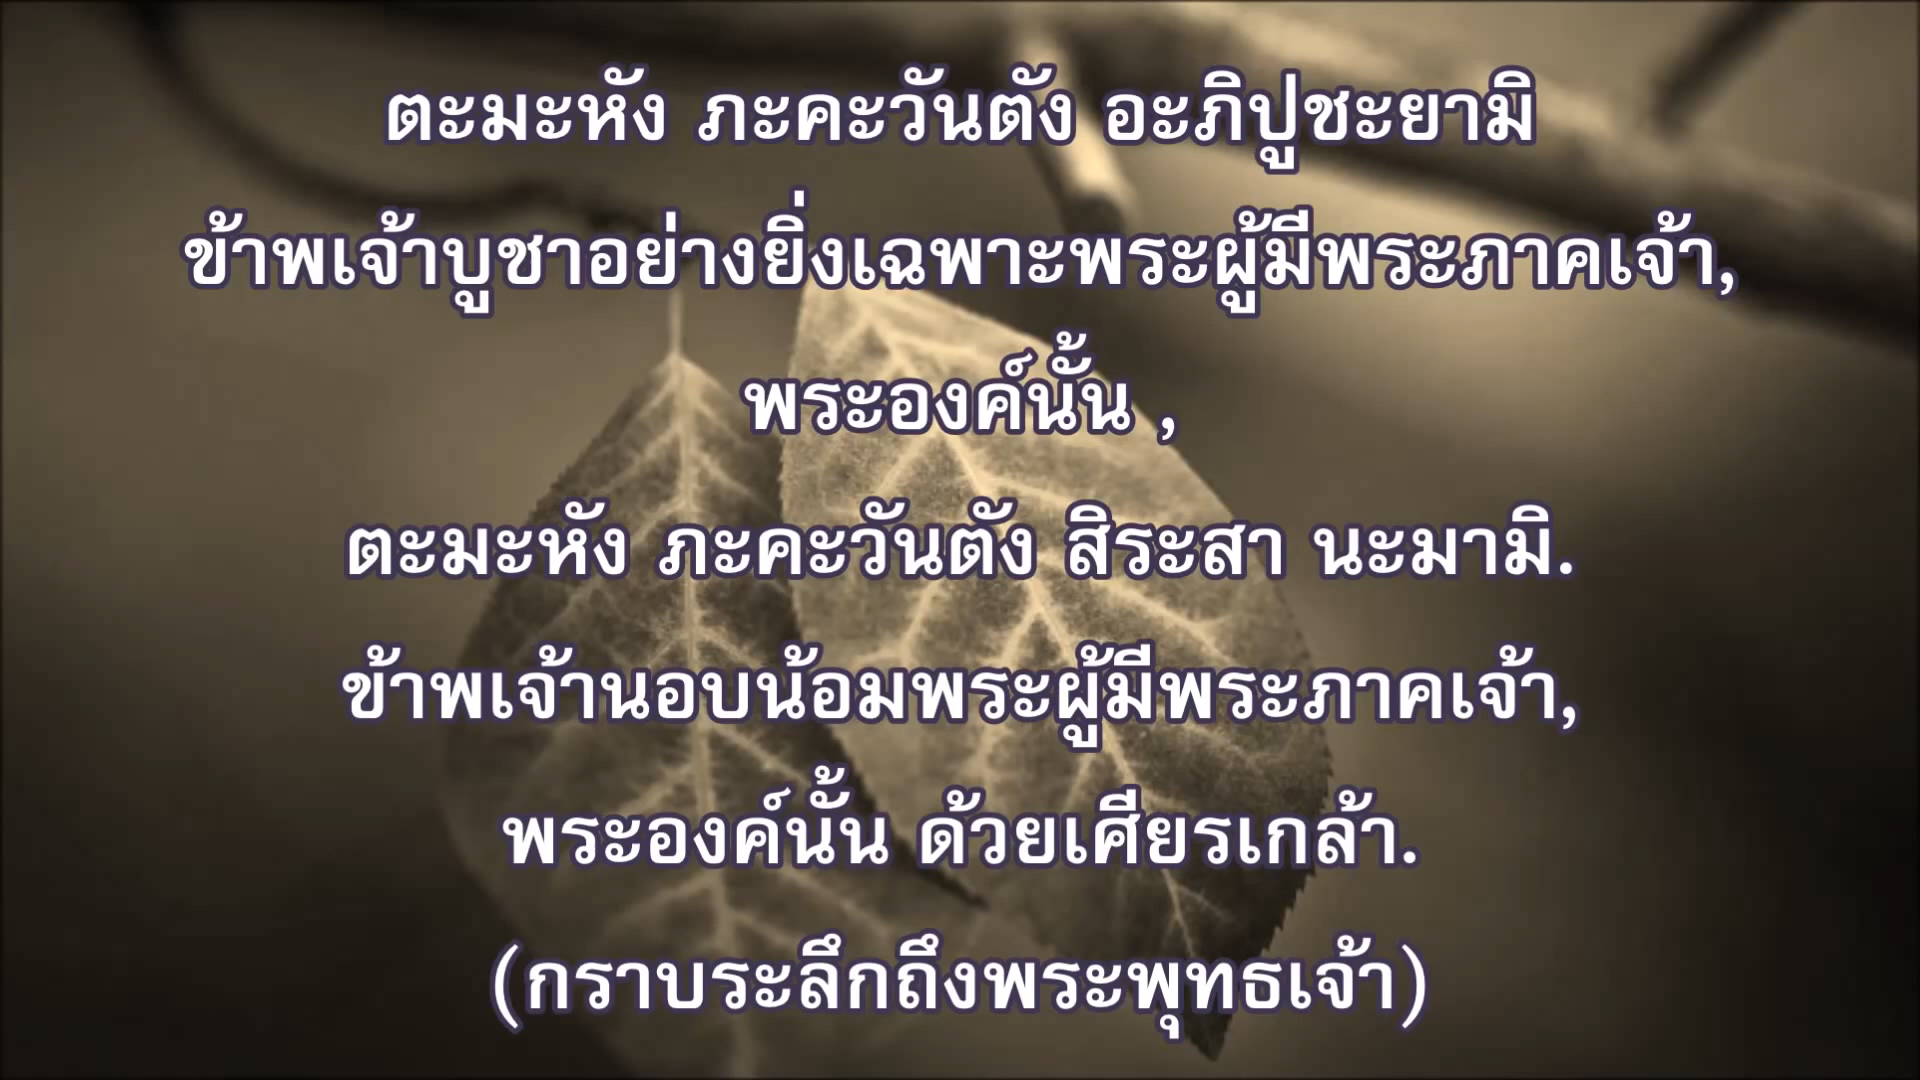 ตะมะหัง ภะคะวันตัง อะภิปูชะยามิ
ข้าพเจ้าบูชาอย่างยิ่งเฉพาะพระผู้มีพระภาคเจ้า,
พระองค์นั้น ,
ตะมะหัง ภะคะวันตัง สิระสา นะมามิ.
ข้าพเจ้านอบน้อมพระผู้มีพระภาคเจ้า,
พระองค์นั้น ด้วยเศียรเกล้า.
(กราบระลึกถึงพระพุทธเจ้า)